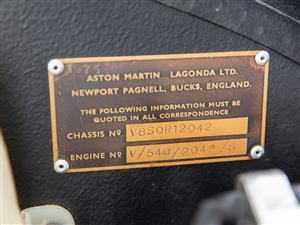 ASTON MARTIN LAGONDA LTD.
NEWPORT PAGNELL, BUCKS, ENGLAND.
THE FOLLOWING INFORMATION MUST BE
QUOTED IN ALL CORRESPONDENCE
CHASSIS Nº V8SOR12042
ENGINE Nº V/540/2042/S